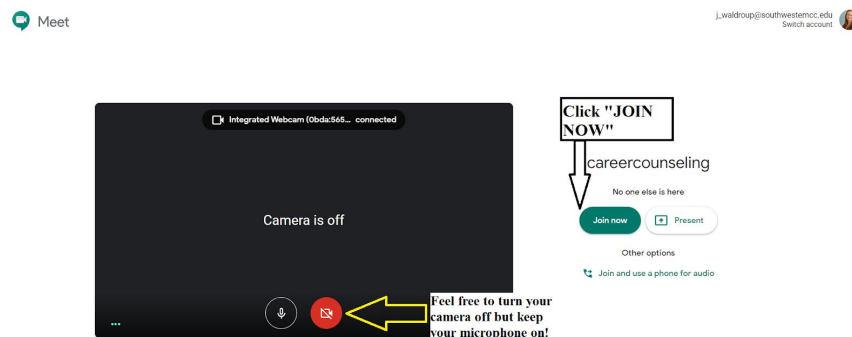 Meet
j_waldroup@southwesterncc.edu
Switch account
Integrated Webcam (0bda:565... connected
Camera is off
Feel free to turn your
camera off but keep
your microphone on!
Click "JOIN
NOW"
careercounseling
No one else is here
Join now
Present
Other options
Join and use a phone for audio